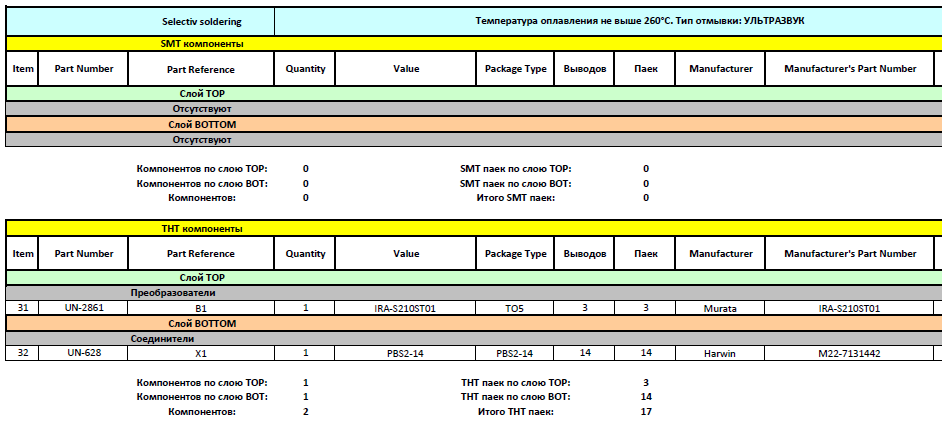 Selectiv soldering Температура оплавления не выше 260°С. Тип отмывки: УЛЬТРАЗВУК
SMT компоненты
Item Part Number Part Reference Quantity Value Package Type Выводов Паек Manufacturer Manufacturer's Part Number
Слой TOP
Отсутствуют
Слой BOTTOM
Отсутствуют
Компонентов по слою TOP: 0 SMT паек по слою TOP: 0
Компонентов по слою BOT: 0 SMT паек по слою BOT: 0
Компонентов: 0 Итого SMT паек: 0
THT компоненты
Item Part Number Part Reference Quantity Value Package Type Выводов Паек Manufacturer Manufacturer's Part Number
Слой TOP
Преобразователи
31 UN-2861 B1 1 IRA-S210ST01 TO5 3 3 Murata IRA-S210ST01
Слой BOTTOM
Соединители
32 UN-628 X1 1 PBS2-14 PBS2-14 14 14 Harwin M22-7131442
Компонентов по слою TOP: 1 THT паек по слою TOP: 3
Компонентов по слою BOT: 1 THT паек по слою BOT: 14
Компонентов: 2 Итого THT паек: 17